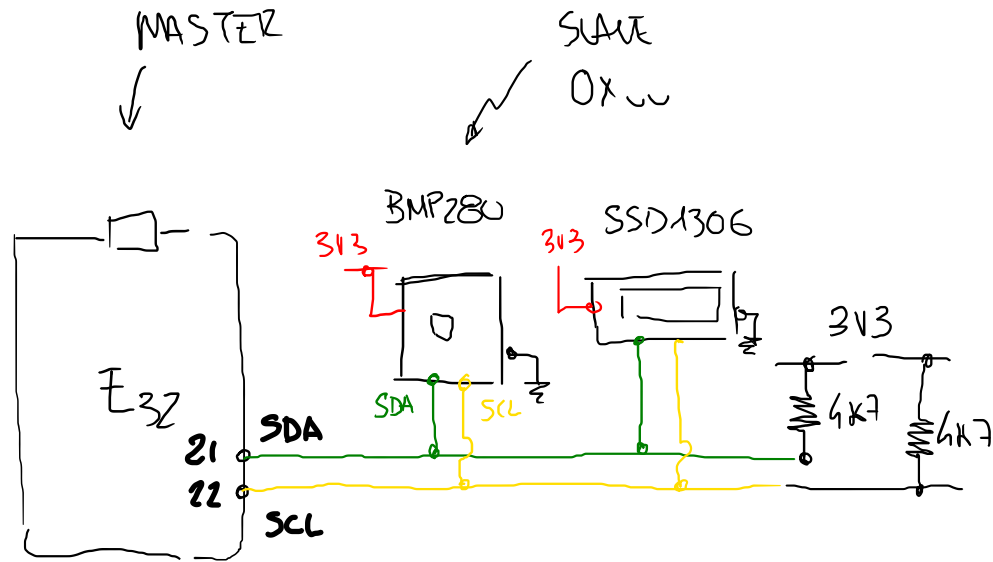 MASTER
SLAVE
0x
BMP280
SSD1306
3V3
3V3
3V3
E32
SDA
SCL
4K7
4K7
21
SDA
22
SCL